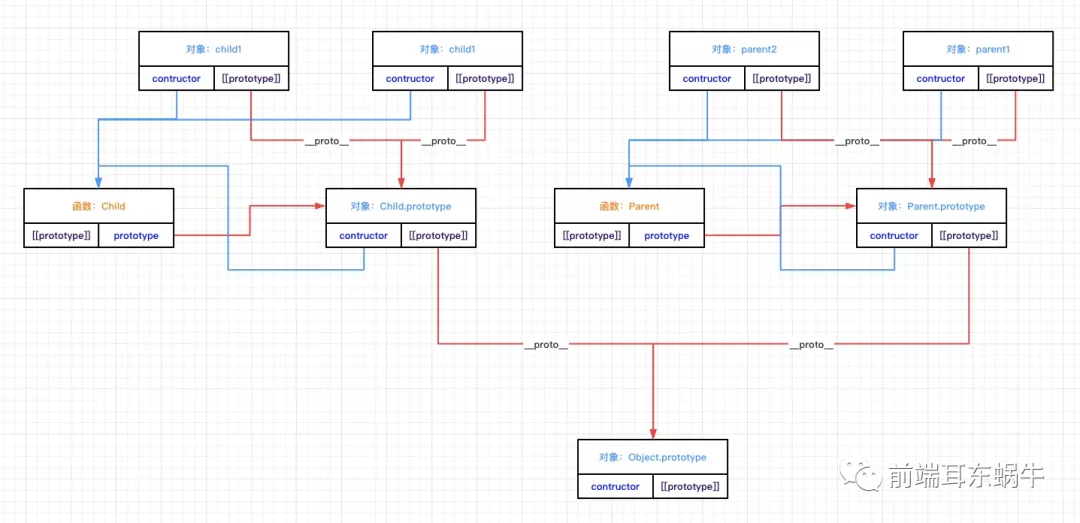 对象：child1
对象：child1
对象：parent2
对象：parent1
contructor
[[prototype]]
contructor
[[prototype]]
contructor
[[prototype]]
contructor
[[prototype]]
__proto__
__proto__
__proto__
__proto__
函数：Child
对象：Child.prototype
函数：Parent
对象：Parent.prototype
[[prototype]]
prototype
contructor
[[prototype]]
[[prototype]]
prototype
contructor
[[prototype]]
__proto__
__proto__
对象：Object.prototype
contructor
[[prototype]]
前端耳东蜗牛